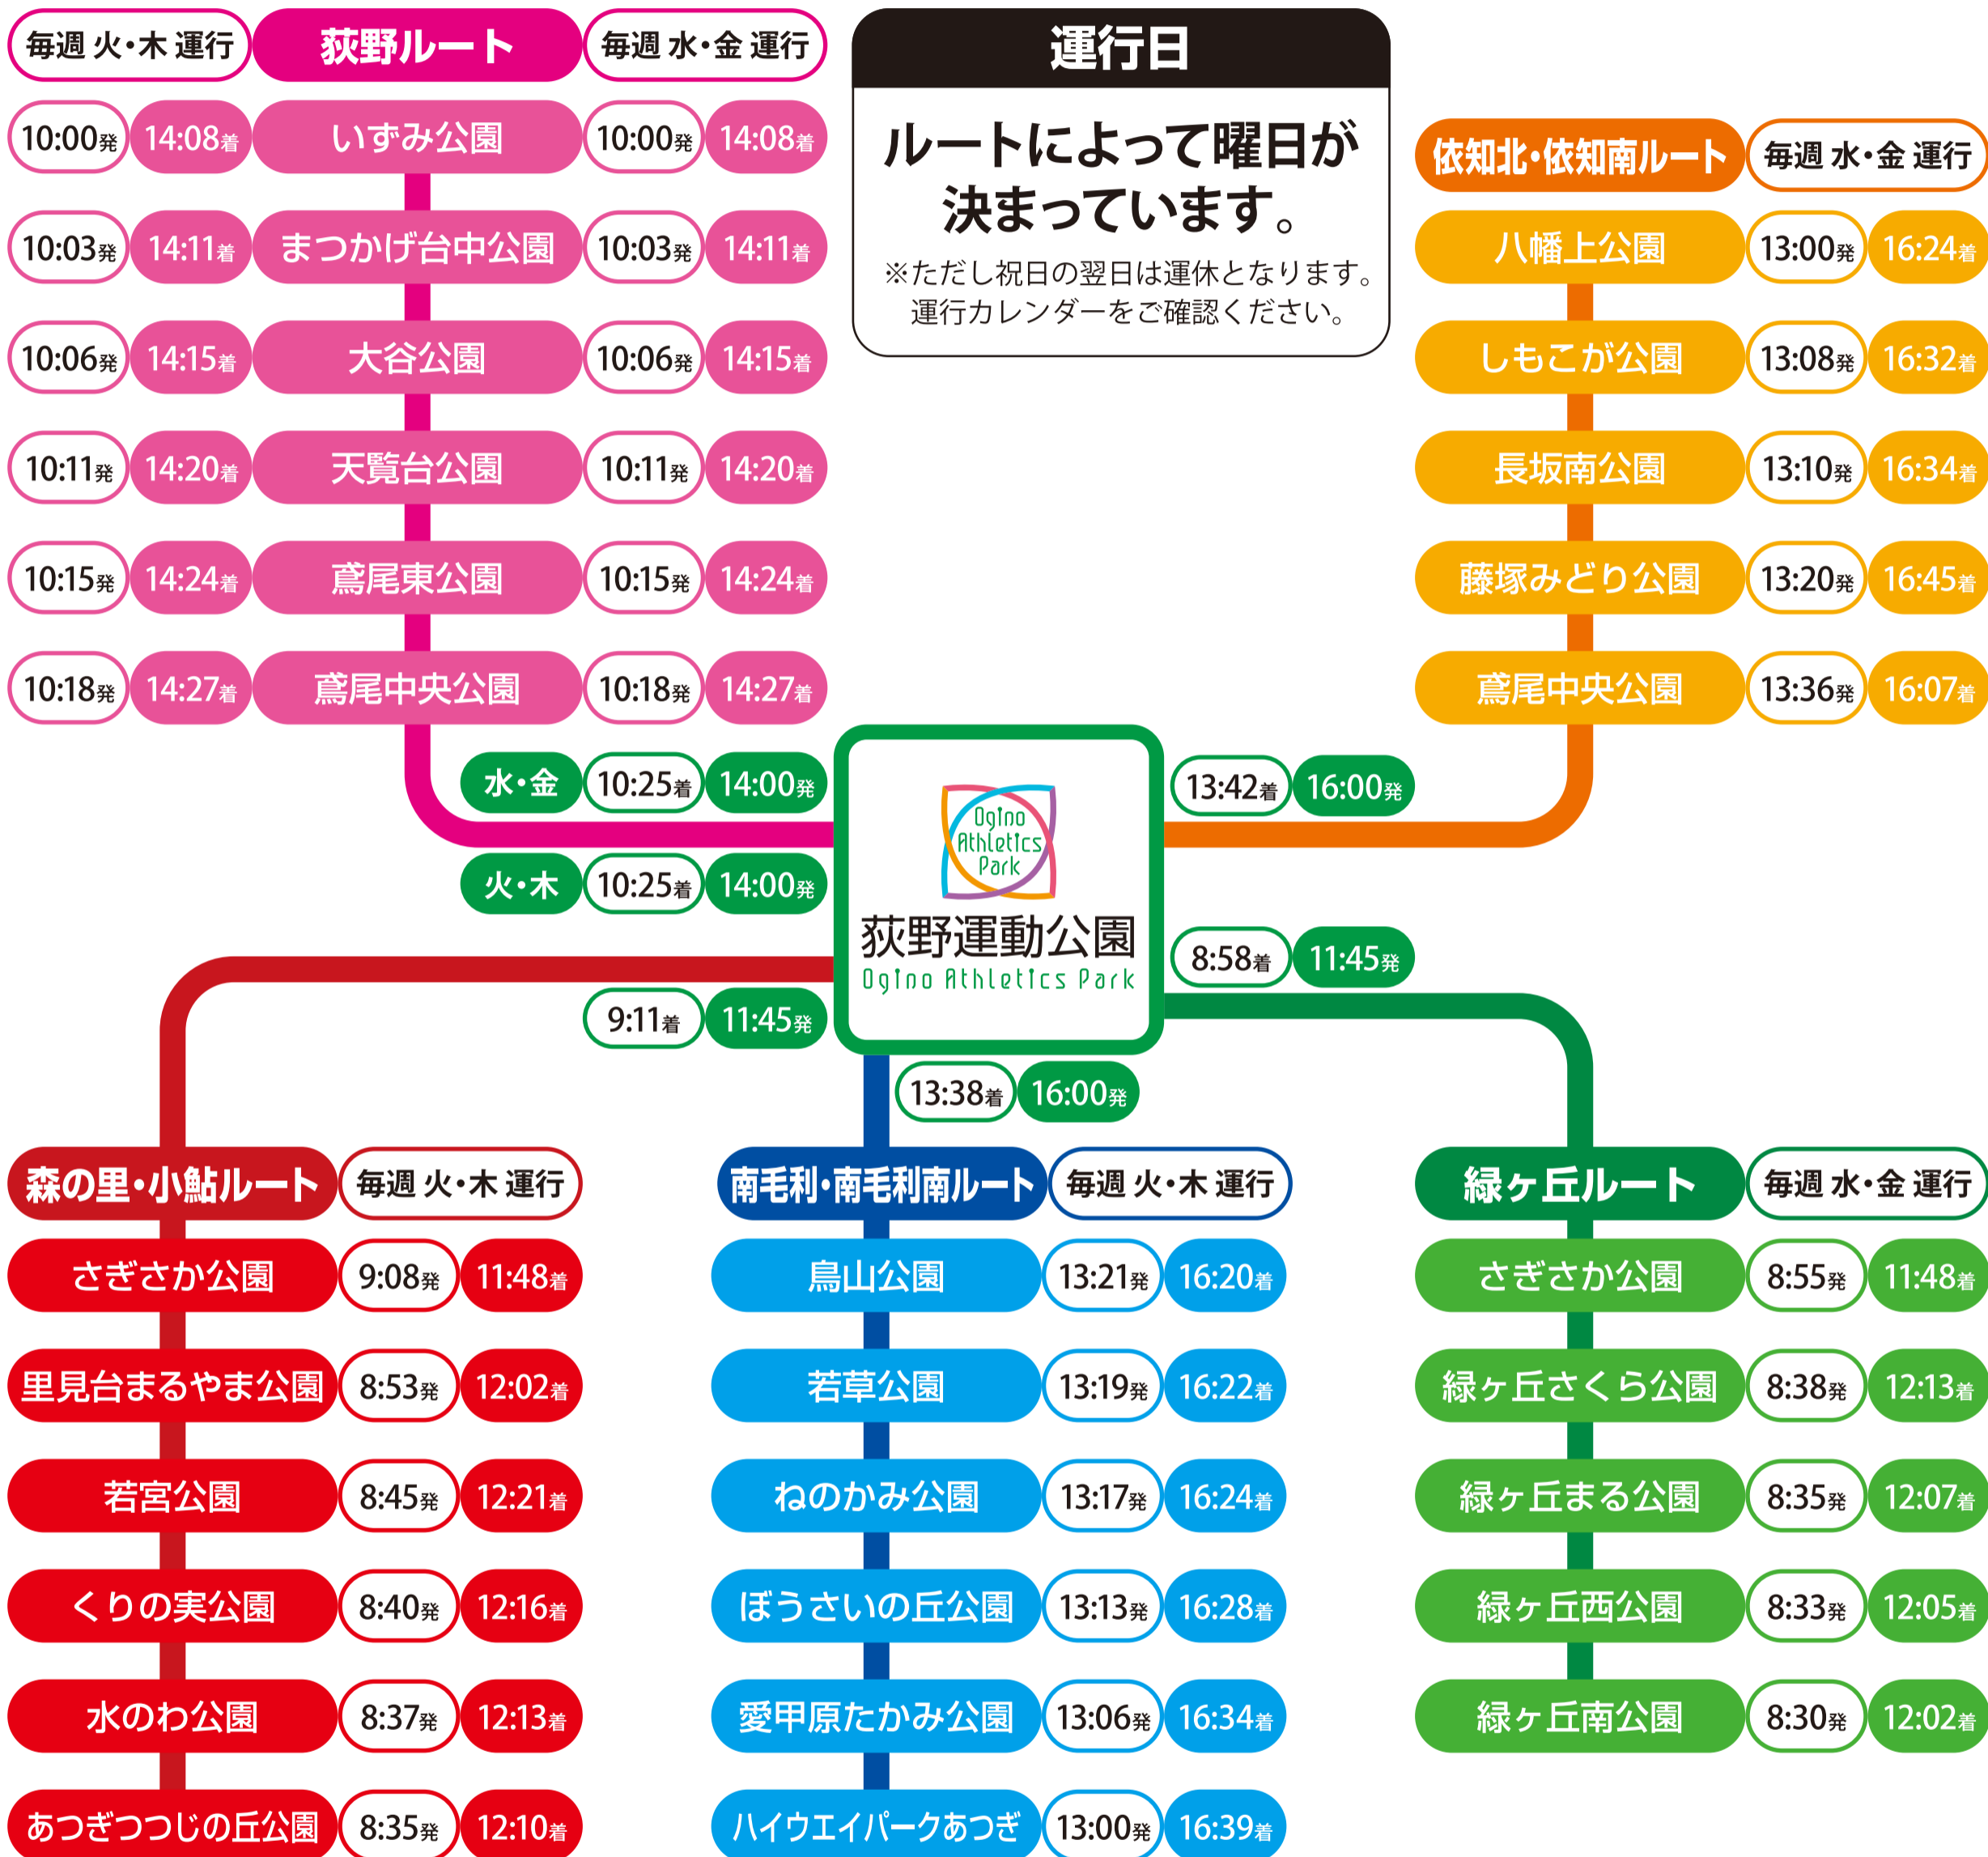 毎週 火・木 運行 荻野ルート 毎週 水・金 運行
10:00発 14:08着 いずみ公園 10:00発 14:08着
10:03発 14:11着 まつかげ台中公園 10:03発 14:11着
10:06発 14:15着 大谷公園 10:06発 14:15着
10:11発 14:20着 天覧台公園 10:11発 14:20着
10:15発 14:24着 鳶尾東公園 10:15発 14:24着
10:18発 14:27着 鳶尾中央公園 10:18発 14:27着
水・金 10:25着 14:00発
火・木 10:25着 14:00発
運行日
ルートによって曜日が
決まっています。
※ただし祝日の翌日は運休となります。
運行カレンダーをご確認ください。
依知北・依知南ルート 毎週 水・金 運行
八幡上公園 13:00発 16:24着
しもこが公園 13:08発 16:32着
長坂南公園 13:10発 16:34着
藤塚みどり公園 13:20発 16:45着
鳶尾中央公園 13:36発 16:07着
13:42着 16:00発
Ogino
Athletics
Park
荻野運動公園
Ogino Athletics Park
8:58着 11:45発
9:11着 11:45発
13:38着 16:00発
森の里・小鮎ルート 毎週 火・木 運行
さぎさか公園 9:08発 11:48着
里見台まるやま公園 8:53発 12:02着
若宮公園 8:45発 12:21着
くりの実公園 8:40発 12:16着
水のわ公園 8:37発 12:13着
あつぎつつじの丘公園 8:35発 12:10着
南毛利・南毛利南ルート 毎週 火・木 運行
鳥山公園 13:21発 16:20着
若草公園 13:19発 16:22着
ねのかみ公園 13:17発 16:24着
ぼうさいの丘公園 13:13発 16:28着
愛甲原たかみ公園 13:06発 16:34着
ハイウエイパークあつぎ 13:00発 16:39着
緑ヶ丘ルート 毎週 水・金 運行
さぎさか公園 8:55発 11:48着
緑ヶ丘さくら公園 8:38発 12:13着
緑ヶ丘まる公園 8:35発 12:07着
緑ヶ丘西公園 8:33発 12:05着
緑ヶ丘南公園 8:30発 12:02着